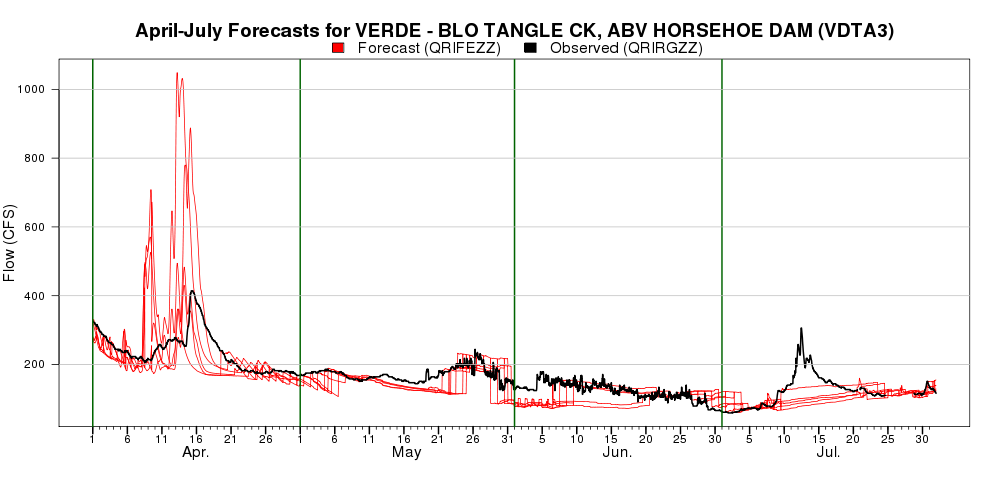 April-July Forecasts for VERDE - BLO TANGLE CK, ABV HORSEHOE DAM (VDTA3)
Forecast (QRIFEZZ) Observed (QRIRGZZ)
Flow (CFS)
1000
800
600
400
200
1 6 11 16 21 26 1 6 11 16 21 26 31 5 10 15 20 25 30 5 10 15 20 25 30
Apr. May Jun. Jul.